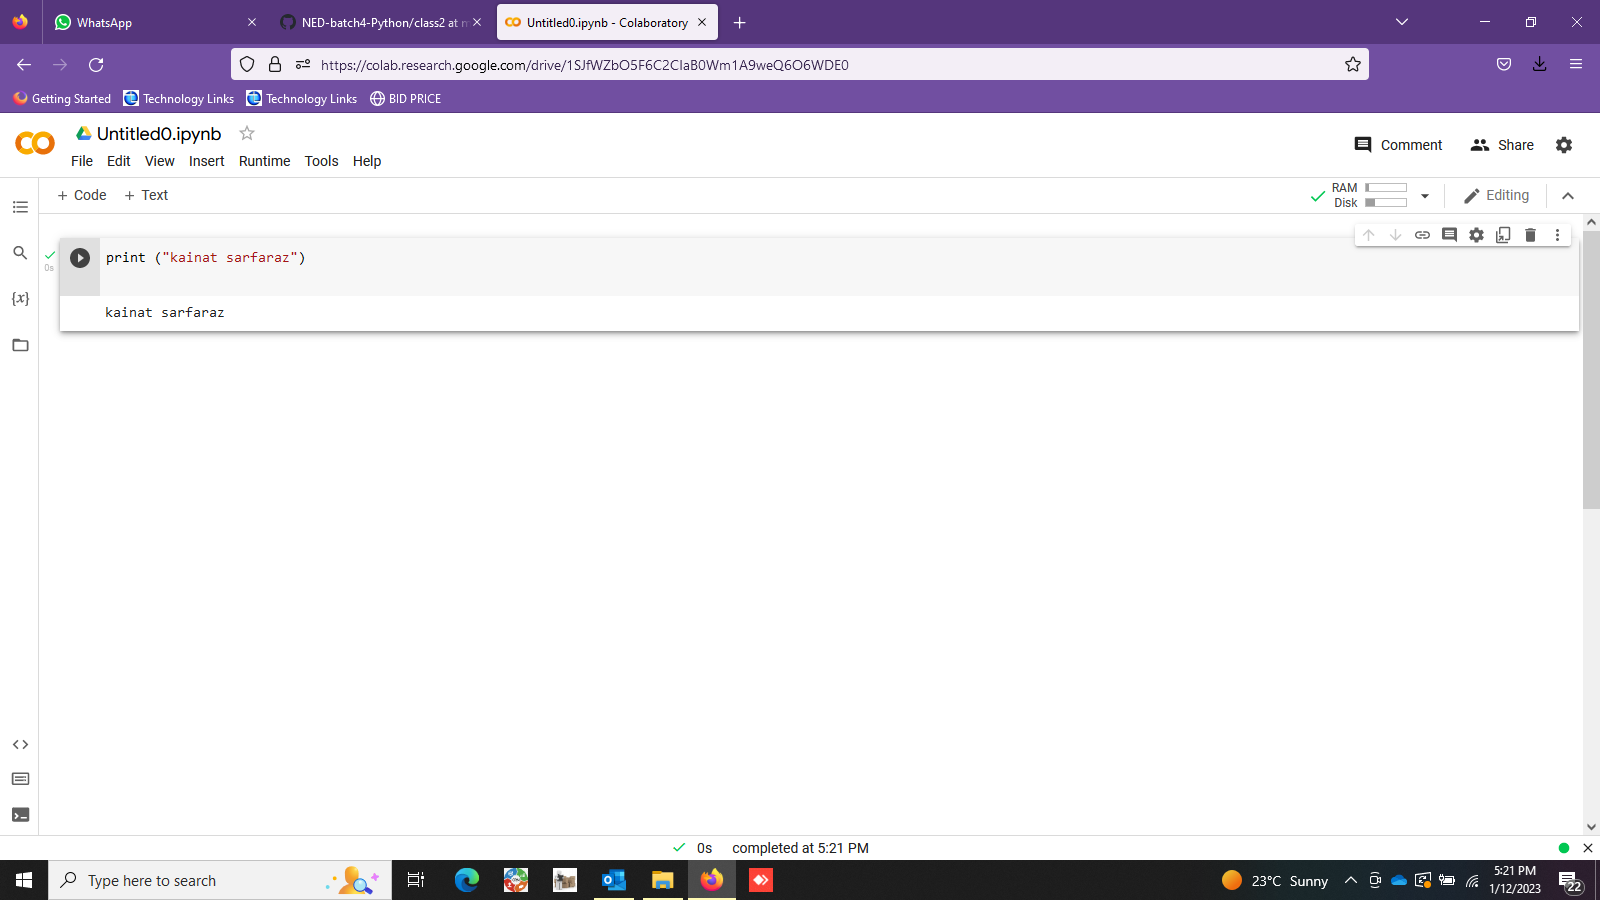 WhatsApp
NED-batch4-Python/class2 at m
Untitled0.ipynb - Colaboratory
https://colab.research.google.com/drive/1SJfWZbO5F6C2CIaB0Wm1A9weQ6O6WDE0
Getting Started
Technology Links
Technology Links
BID PRICE
Untitled0.ipynb
Comment
Share
File Edit View Insert Runtime Tools Help
+ Code + Text
RAM
Disk
Editing
0s
print ("kainat sarfaraz")
kainat sarfaraz
{x}
0s completed at 5:21 PM
Type here to search
23°C Sunny
5:21 PM
1/12/2023
22